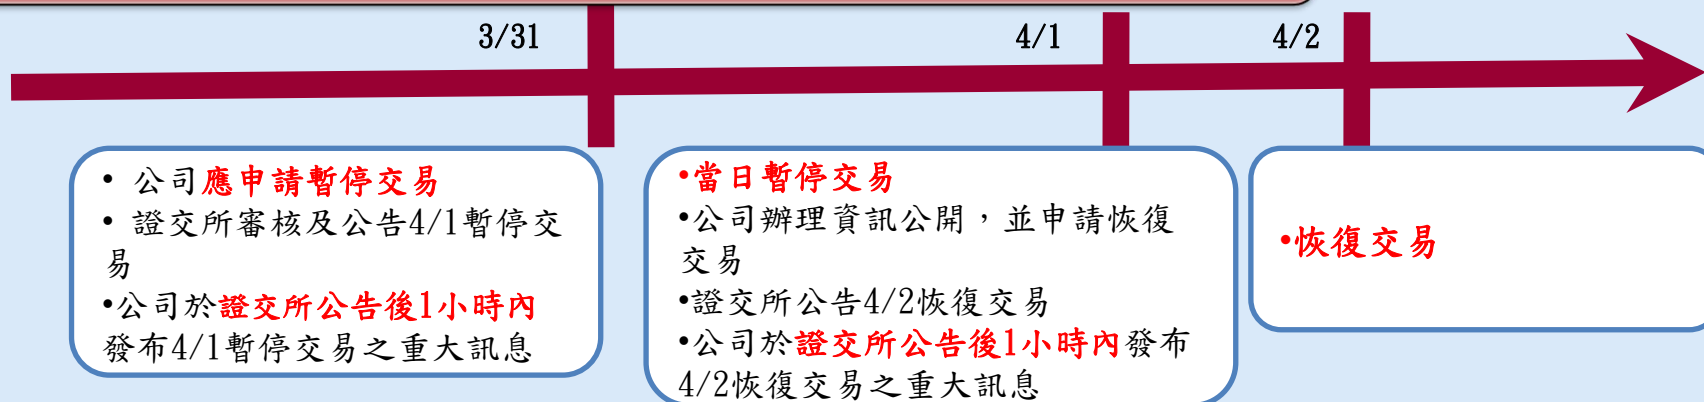 3/31
4/1
4/2
• 公司應申請暫停交易
• 證交所審核及公告4/1暫停交
易
•公司於證交所公告後1小時內
發布4/1暫停交易之重大訊息
•當日暫停交易
•公司辦理資訊公開，並申請恢復
交易
•證交所公告4/2恢復交易
•公司於證交所公告後1小時內發布
4/2恢復交易之重大訊息
•恢復交易